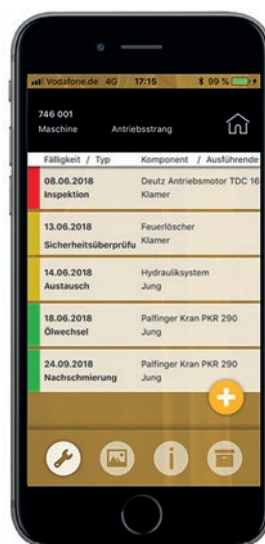 Vodafone.de 4G 17:15 99 %
746 001
Maschine Antriebsstrang
Fälligkeit / Typ Komponent / Ausführende
08.06.2018 Deutz Antriebsmotor TDC 16
Inspektion Klamer
13.06.2018 Feuerlöscher
Sicherheitsüberprüfu Klamer
14.06.2018 Hydrauliksystem
Austausch Jung
18.06.2018 Palfinger Kran PKR 290
Ölwechsel Jung
24.09.2018 Palfinger Kran PKR 290
Nachschmierung Jung